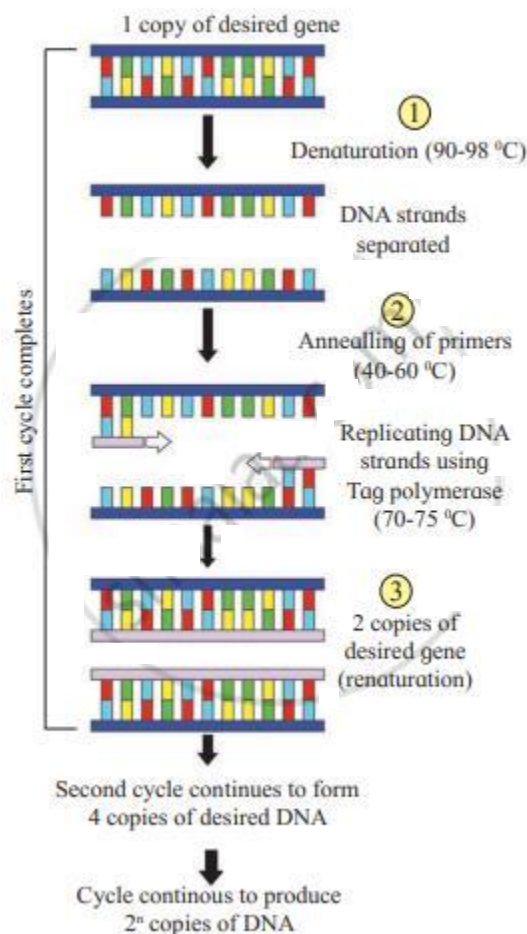 1 copy of desired gene
1
Denaturation (90-98 ⁰C)
DNA strands
separated
2
Annealling of primers
(40-60 ⁰C)
Replicating DNA
strands using
Tag polymerase
(70-75 ⁰C)
3
2 copies of
desired gene
(renaturation)
First cycle completes
Second cycle continues to form
4 copies of desired DNA
Cycle continous to produce
2ⁿ copies of DNA